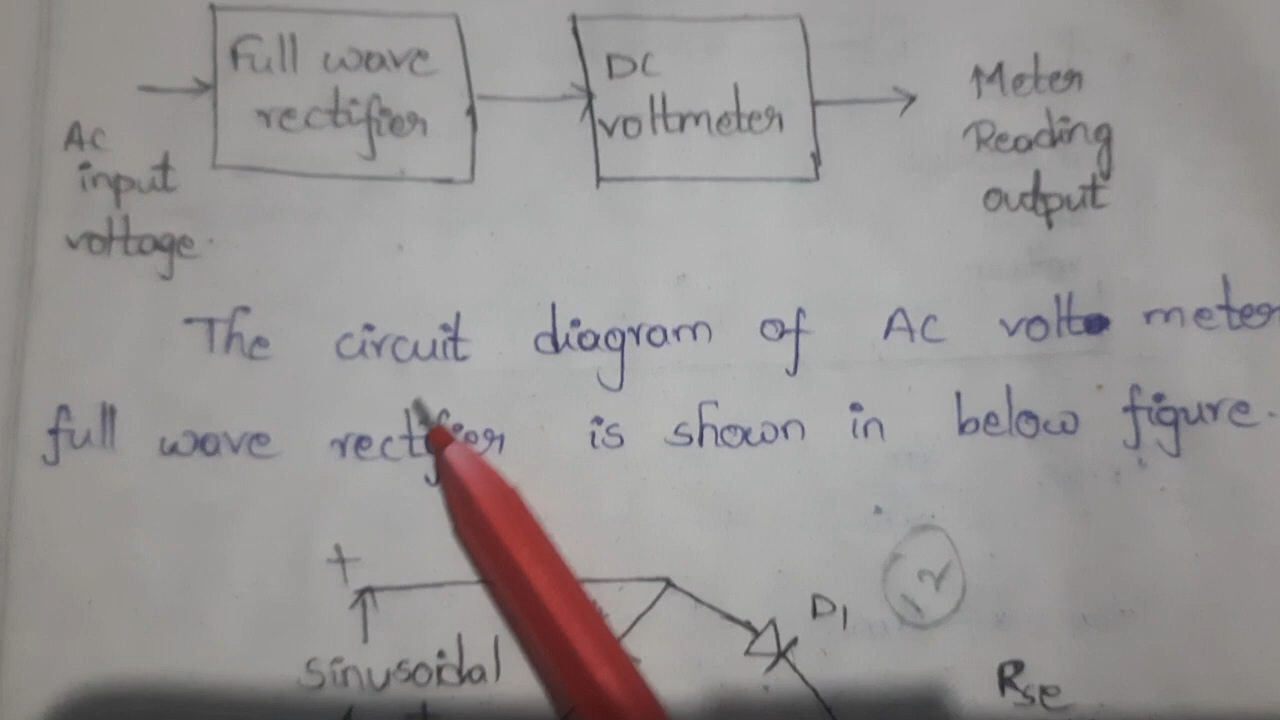 Full wave
rectifier
DC
voltmeter
Meter
Reading
output
AC
input
voltage.
The circuit diagram of AC volt meter
full wave rectifier is shown in below figure.
+
12
D1
sinusoidal
Rse